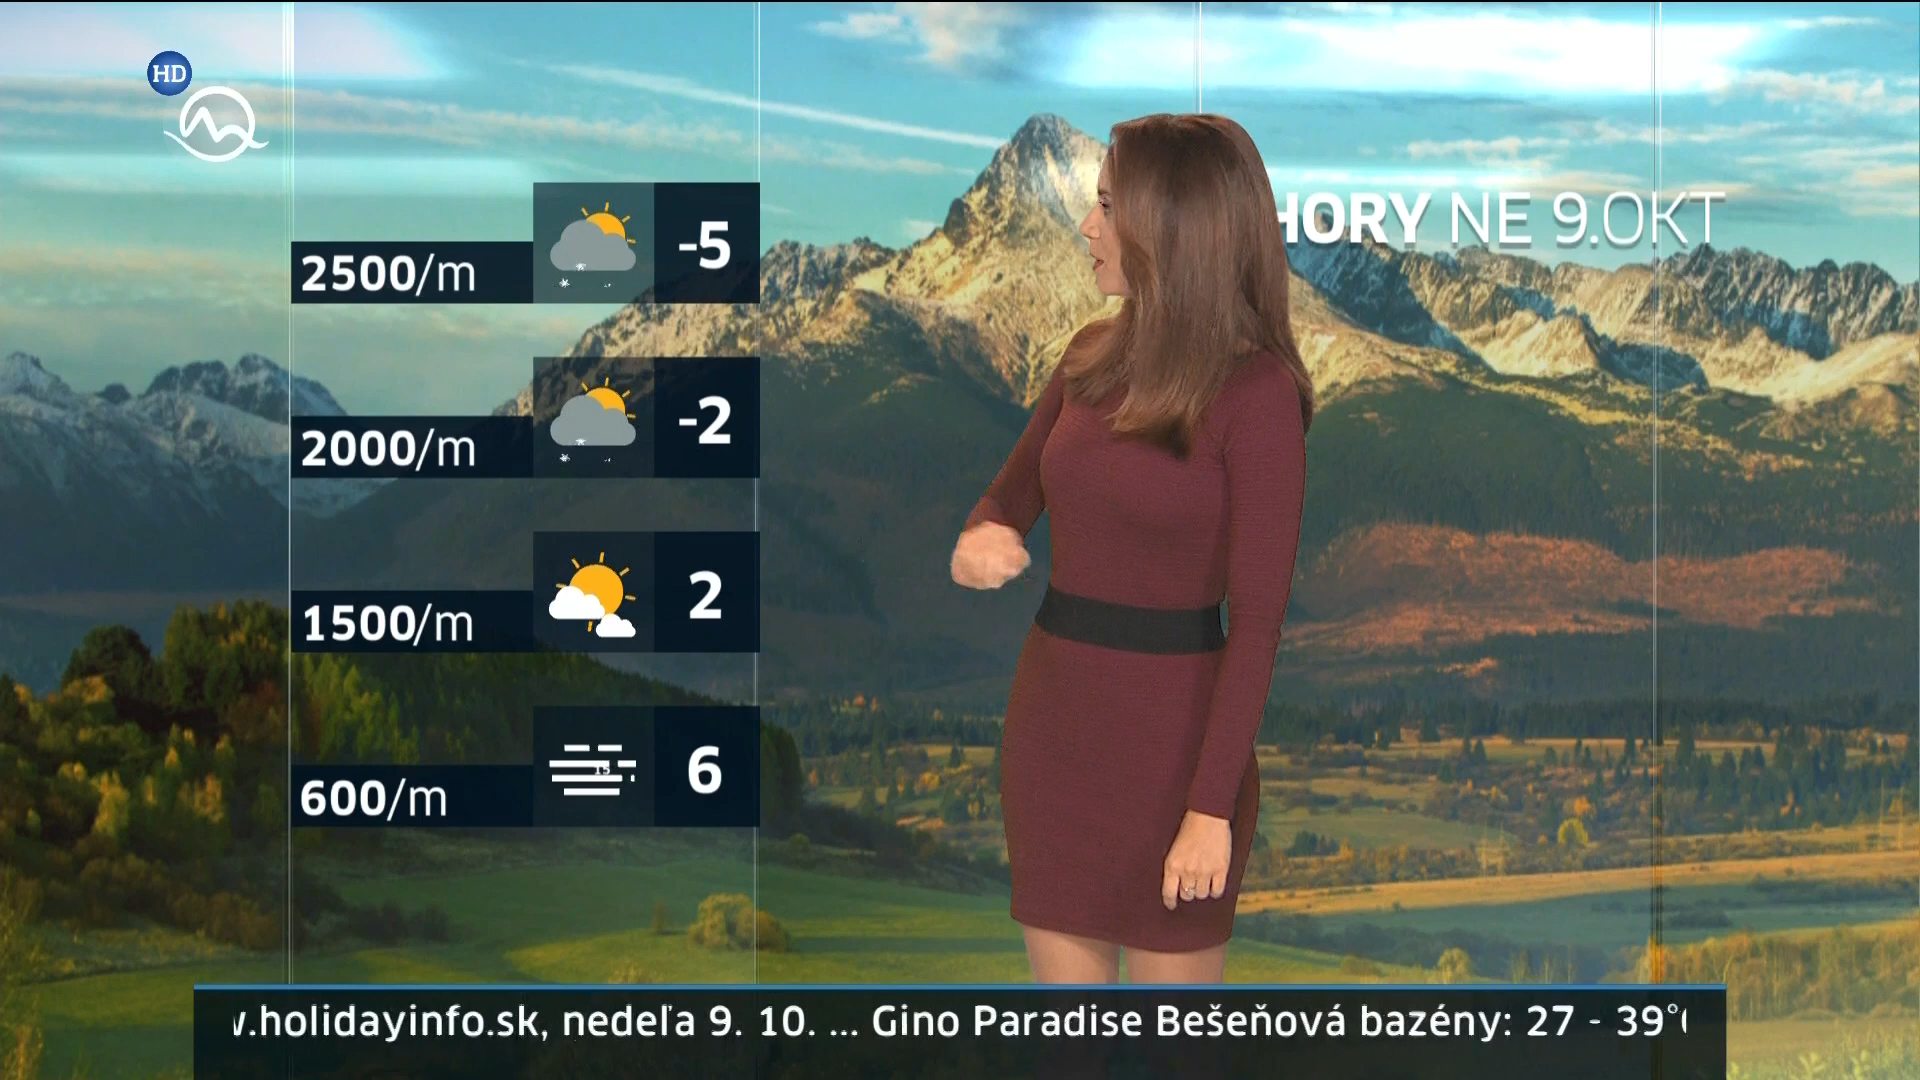 HD
HORY NE 9.OKT
2500/m -5
2000/m -2
1500/m 2
600/m 6
.holidayinfo.sk, nedeľa 9. 10. ... Gino Paradise Bešeňová bazény: 27 - 39°